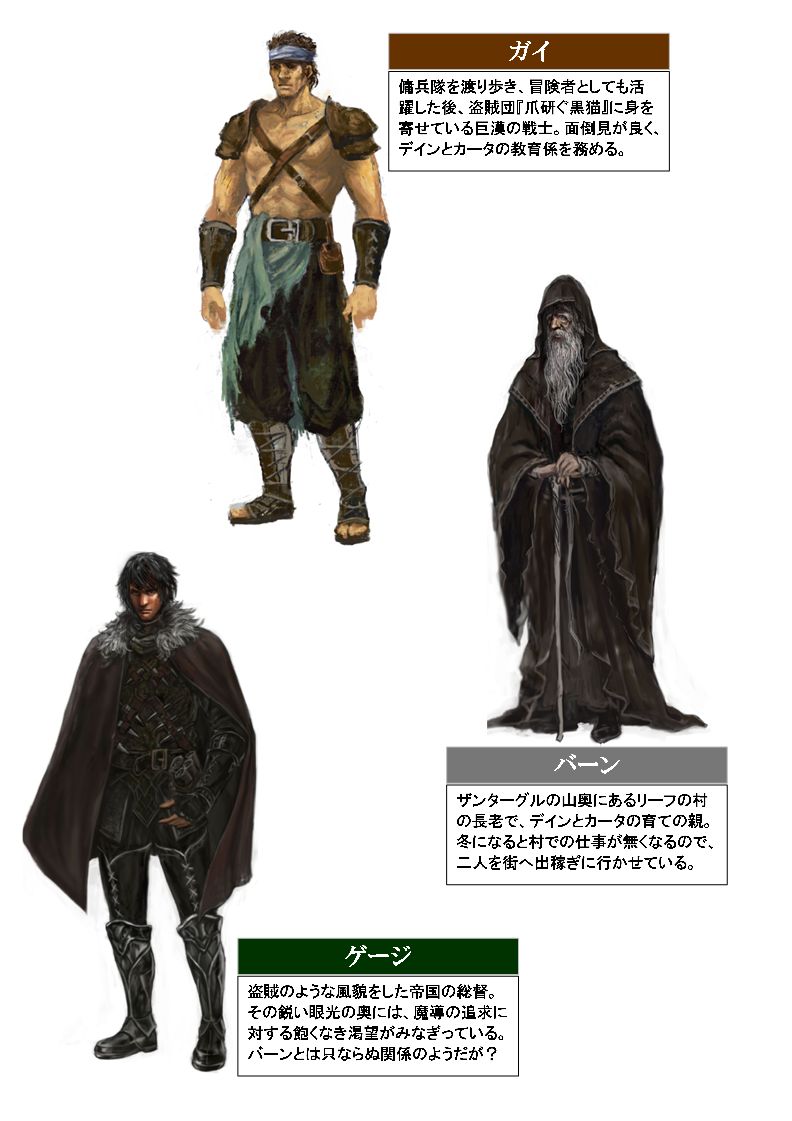 ガイ
傭兵隊を渡り歩き、冒険者としても活
躍した後、盗賊団『爪研ぐ黒猫』に身を
寄せている巨漢の戦士。面倒見が良く、
デインとカータの教育係を務める。
バーン
ザンターグルの山奥にあるリーフの村
の長老で、デインとカータの育ての親。
冬になると村での仕事が無くなるので、
二人を街へ出稼ぎに行かせている。
ゲージ
盗賊のような風貌をした帝国の総督。
その鋭い眼光の奥には、魔導の追求に
対する飽くなき渇望がみなぎっている。
バーンとは只ならぬ関係のようだが？